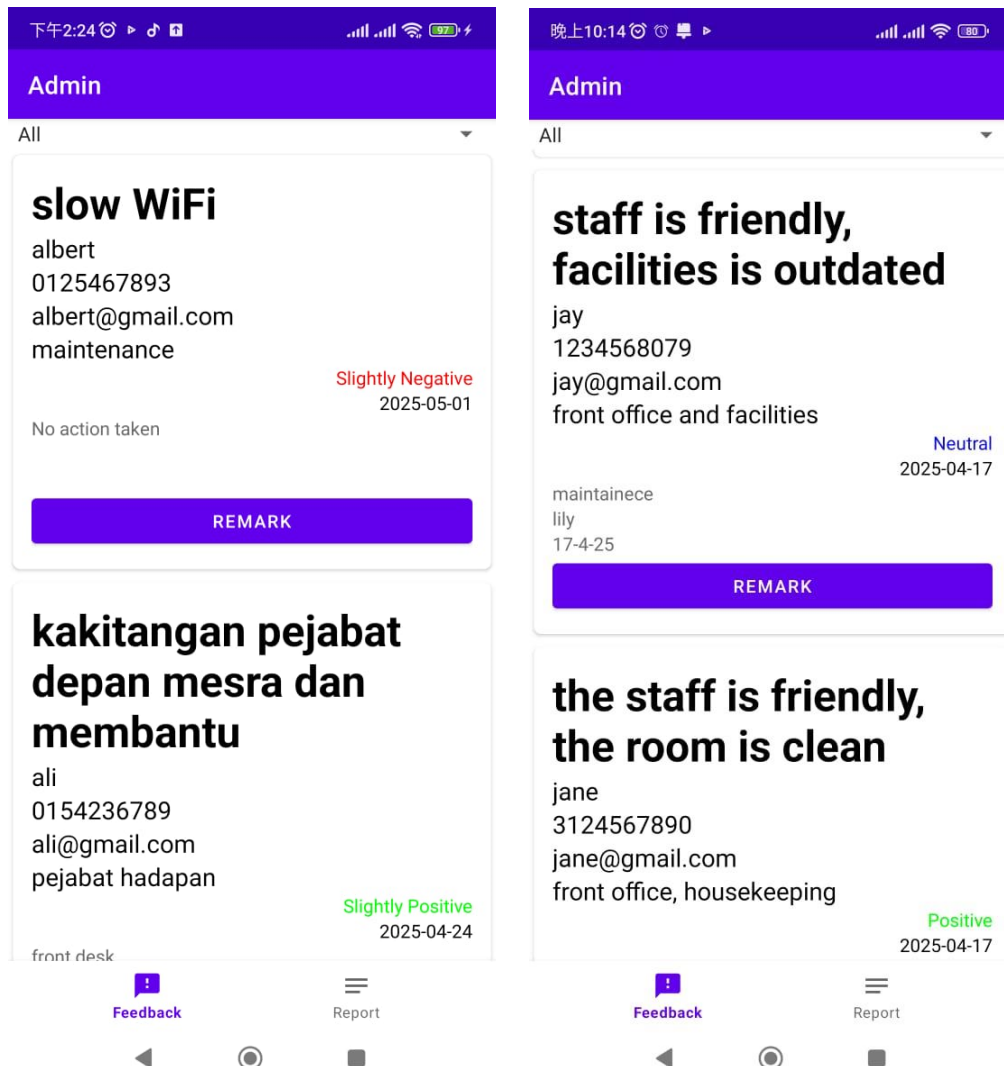 下午2:24
97
Admin
All
slow WiFi
albert
0125467893
albert@gmail.com
maintenance
Slightly Negative
2025-05-01
No action taken
REMARK
kakitangan pejabat
depan mesra dan
membantu
ali
0154236789
ali@gmail.com
pejabat hadapan
Slightly Positive
2025-04-24
front desk
Feedback
Report
晚上10:14
80
Admin
All
staff is friendly,
facilities is outdated
jay
1234568079
jay@gmail.com
front office and facilities
Neutral
2025-04-17
maintainece
lily
17-4-25
REMARK
the staff is friendly,
the room is clean
jane
3124567890
jane@gmail.com
front office, housekeeping
Positive
2025-04-17
Feedback
Report